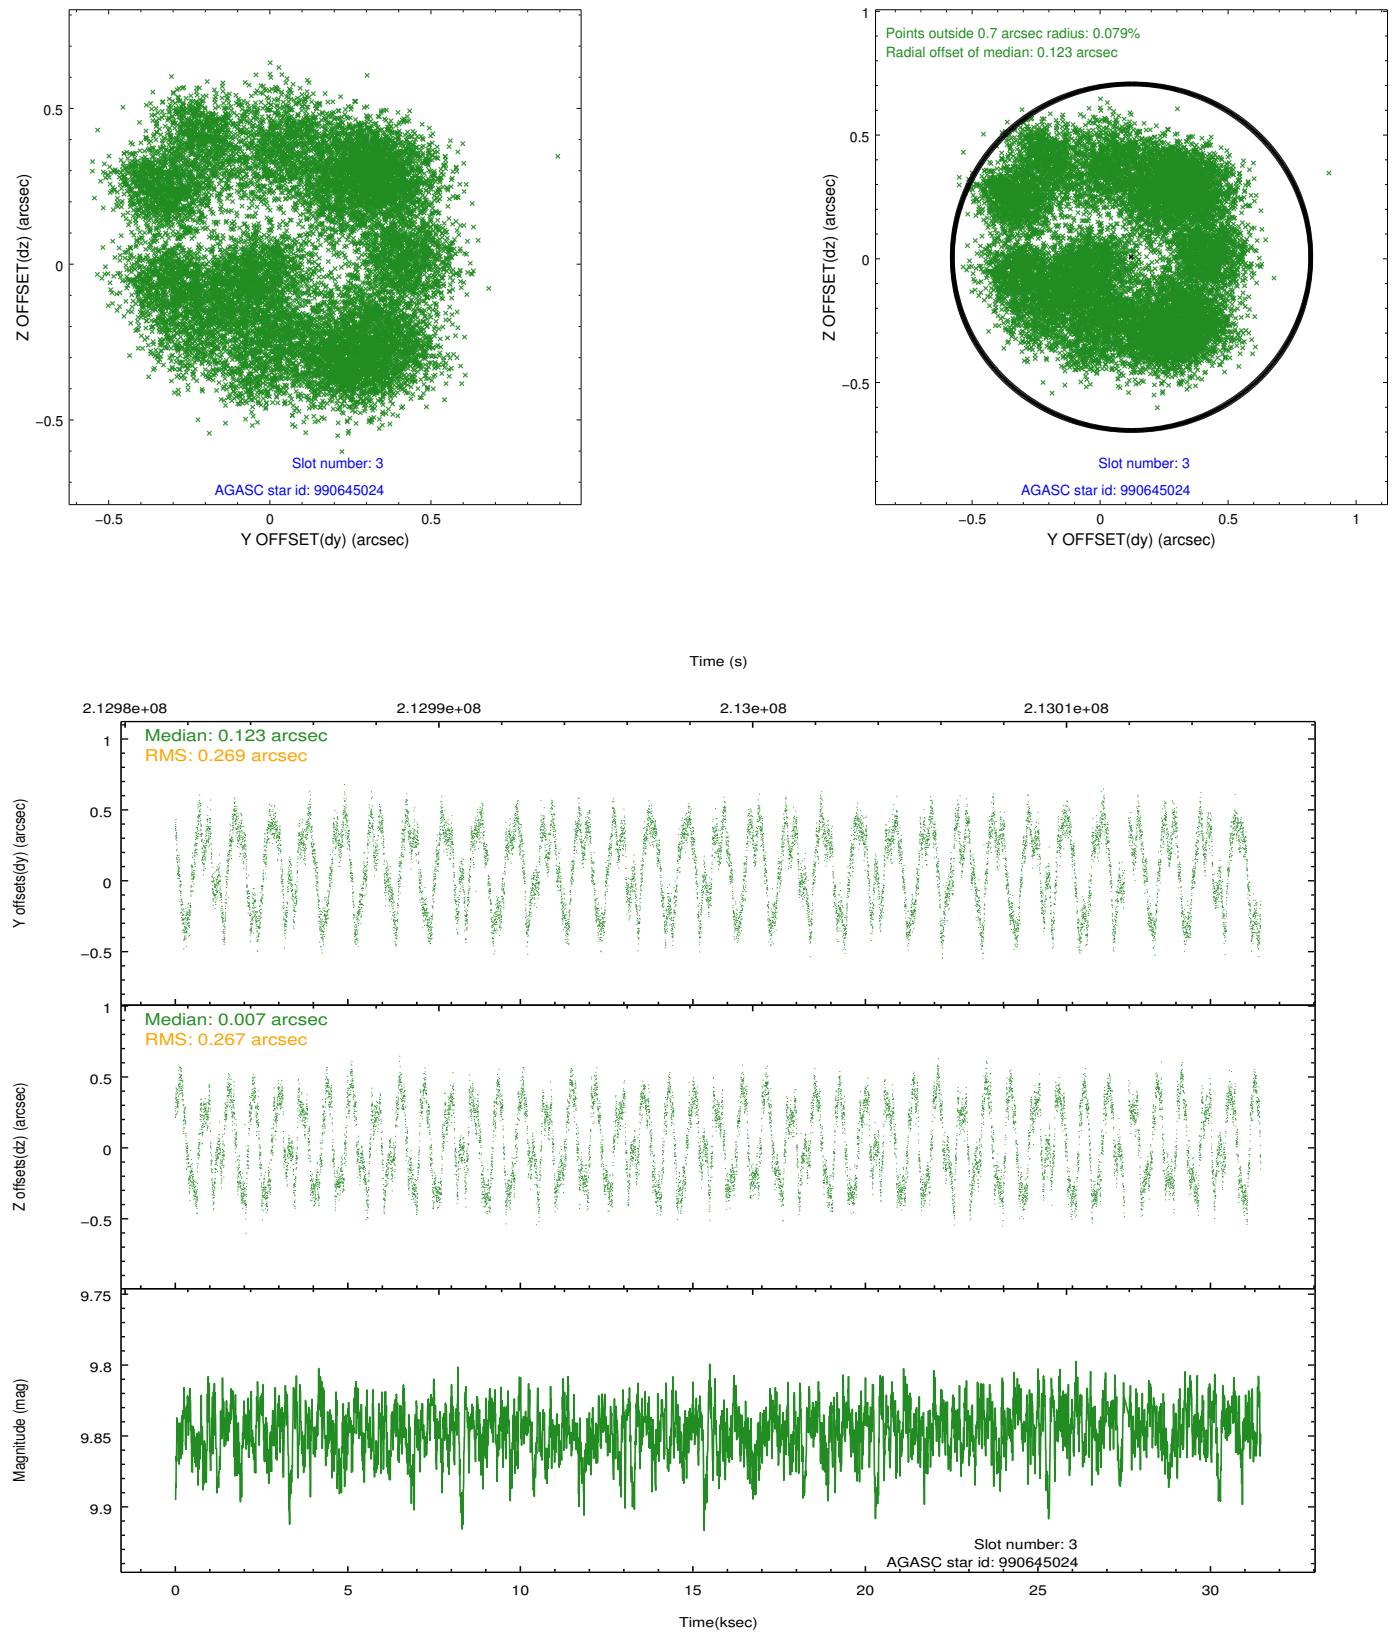 0.5
0
−0.5
Z OFFSET(dz) (arcsec)
Slot number: 3
AGASC star id: 990645024
−0.5
0
0.5
Y OFFSET(dy) (arcsec)
Points outside 0.7 arcsec radius: 0.079%
Radial offset of median: 0.123 arcsec
1
0.5
0
−0.5
Z OFFSET(dz) (arcsec)
Slot number: 3
AGASC star id: 990645024
−0.5
0
0.5
1
Y OFFSET(dy) (arcsec)
Time (s)
2.1298e+08
2.1299e+08
2.13e+08
2.1301e+08
Median: 0.123 arcsec
RMS: 0.269 arcsec
1
0.5
0
−0.5
Y offsets(dy) (arcsec)
Median: 0.007 arcsec
RMS: 0.267 arcsec
1
0.5
0
−0.5
Z offsets(dz) (arcsec)
9.75
9.8
9.85
9.9
Magnitude (mag)
Slot number: 3
AGASC star id: 990645024
0
5
10
15
20
25
30
Time(ksec)